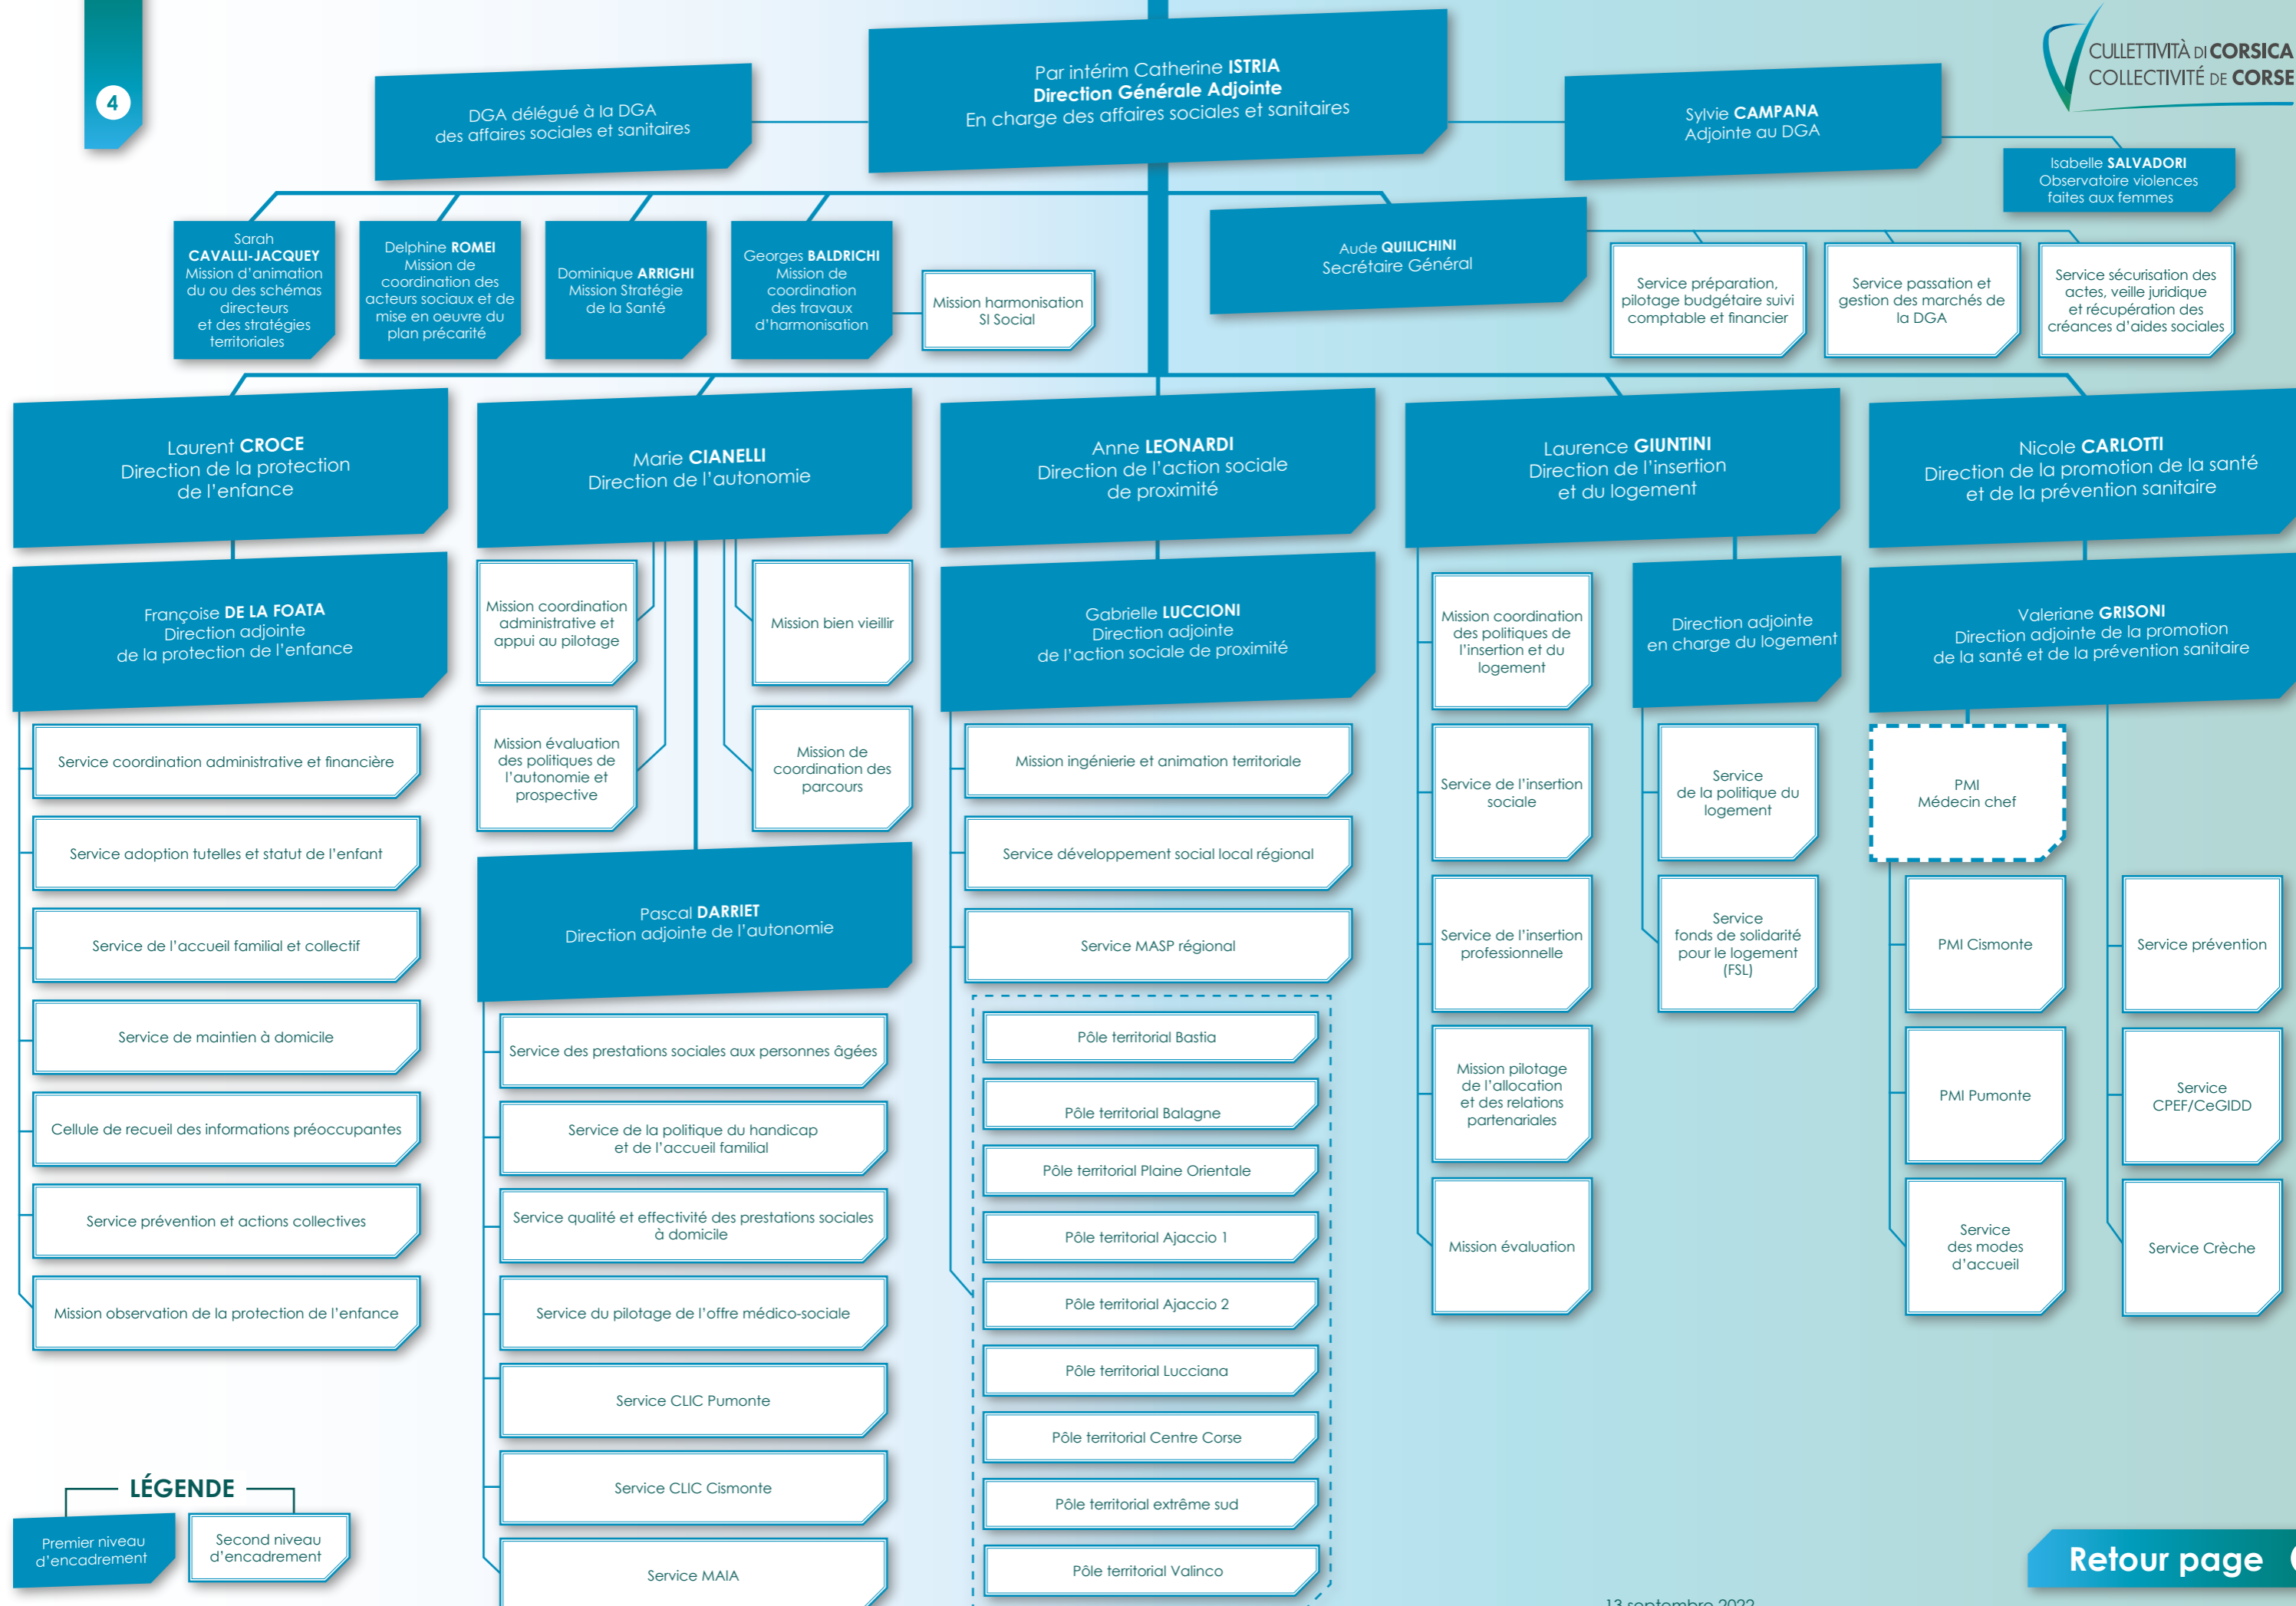 4
CULLETTIVITÀ DI CORSICA
COLLECTIVITÉ DE CORSE
DGA délégué à la DGA
des affaires sociales et sanitaires
Par intérim Catherine ISTRIA
Direction Générale Adjointe
En charge des affaires sociales et sanitaires
Sylvie CAMPANA
Adjointe au DGA
Isabelle SALVADORI
Observatoire violences
faites aux femmes
Sarah
CAVALLI-JACQUEY
Mission d'animation
du ou des schémas
directeurs
et des stratégies
territoriales
Delphine ROMEI
Mission de
coordination des
acteurs sociaux et de
mise en oeuvre du
plan précarité
Dominique ARRIGHI
Mission Stratégie
de la Santé
Georges BALDRICHI
Mission de
coordination
des travaux
d'harmonisation
Mission harmonisation
SI Social
Aude QUILICHINI
Secrétaire Général
Service préparation,
pilotage budgétaire suivi
comptable et financier
Service passation et
gestion des marchés de
la DGA
Service sécurisation des
actes, veille juridique
et récupération des
créances d'aides sociales
Laurent CROCE
Direction de la protection
de l'enfance
Françoise DE LA FOATA
Direction adjointe
de la protection de l'enfance
Service coordination administrative et financière
Service adoption tutelles et statut de l'enfant
Service de l'accueil familial et collectif
Service de maintien à domicile
Cellule de recueil des informations préoccupantes
Service prévention et actions collectives
Mission observation de la protection de l'enfance
Marie CIANELLI
Direction de l'autonomie
Mission coordination
administrative et
appui au pilotage
Mission bien vieillir
Mission évaluation
des politiques de
l'autonomie et
prospective
Mission de
coordination des
parcours
Pascal DARRIET
Direction adjointe de l'autonomie
Service des prestations sociales aux personnes âgées
Service de la politique du handicap
et de l'accueil familial
Service qualité et effectivité des prestations sociales
à domicile
Service du pilotage de l'offre médico-sociale
Service CLIC Pumonte
Service CLIC Cismonte
Service MAIA
Anne LEONARDI
Direction de l'action sociale
de proximité
Gabrielle LUCCIONI
Direction adjointe
de l'action sociale de proximité
Mission ingénierie et animation territoriale
Service développement social local régional
Service MASP régional
Pôle territorial Bastia
Pôle territorial Balagne
Pôle territorial Plaine Orientale
Pôle territorial Ajaccio 1
Pôle territorial Ajaccio 2
Pôle territorial Lucciana
Pôle territorial Centre Corse
Pôle territorial extrême sud
Pôle territorial Valinco
Laurence GIUNTINI
Direction de l'insertion
et du logement
Mission coordination
des politiques de
l'insertion et du
logement
Service de l'insertion
sociale
Service de l'insertion
professionnelle
Mission pilotage
de l'allocation
et des relations
partenariales
Mission évaluation
Direction adjointe
en charge du logement
Service
de la politique du
logement
Service
fonds de solidarité
pour le logement
(FSL)
Nicole CARLOTTI
Direction de la promotion de la santé
et de la prévention sanitaire
Valeriane GRISONI
Direction adjointe de la promotion
de la santé et de la prévention sanitaire
PMI
Médecin chef
PMI Cismonte
PMI Pumonte
Service
des modes
d'accueil
Service prévention
Service
CPEF/CeGIDD
Service Crèche
LÉGENDE
Premier niveau
d'encadrement
Second niveau
d'encadrement
Retour page
13 septembre 2022